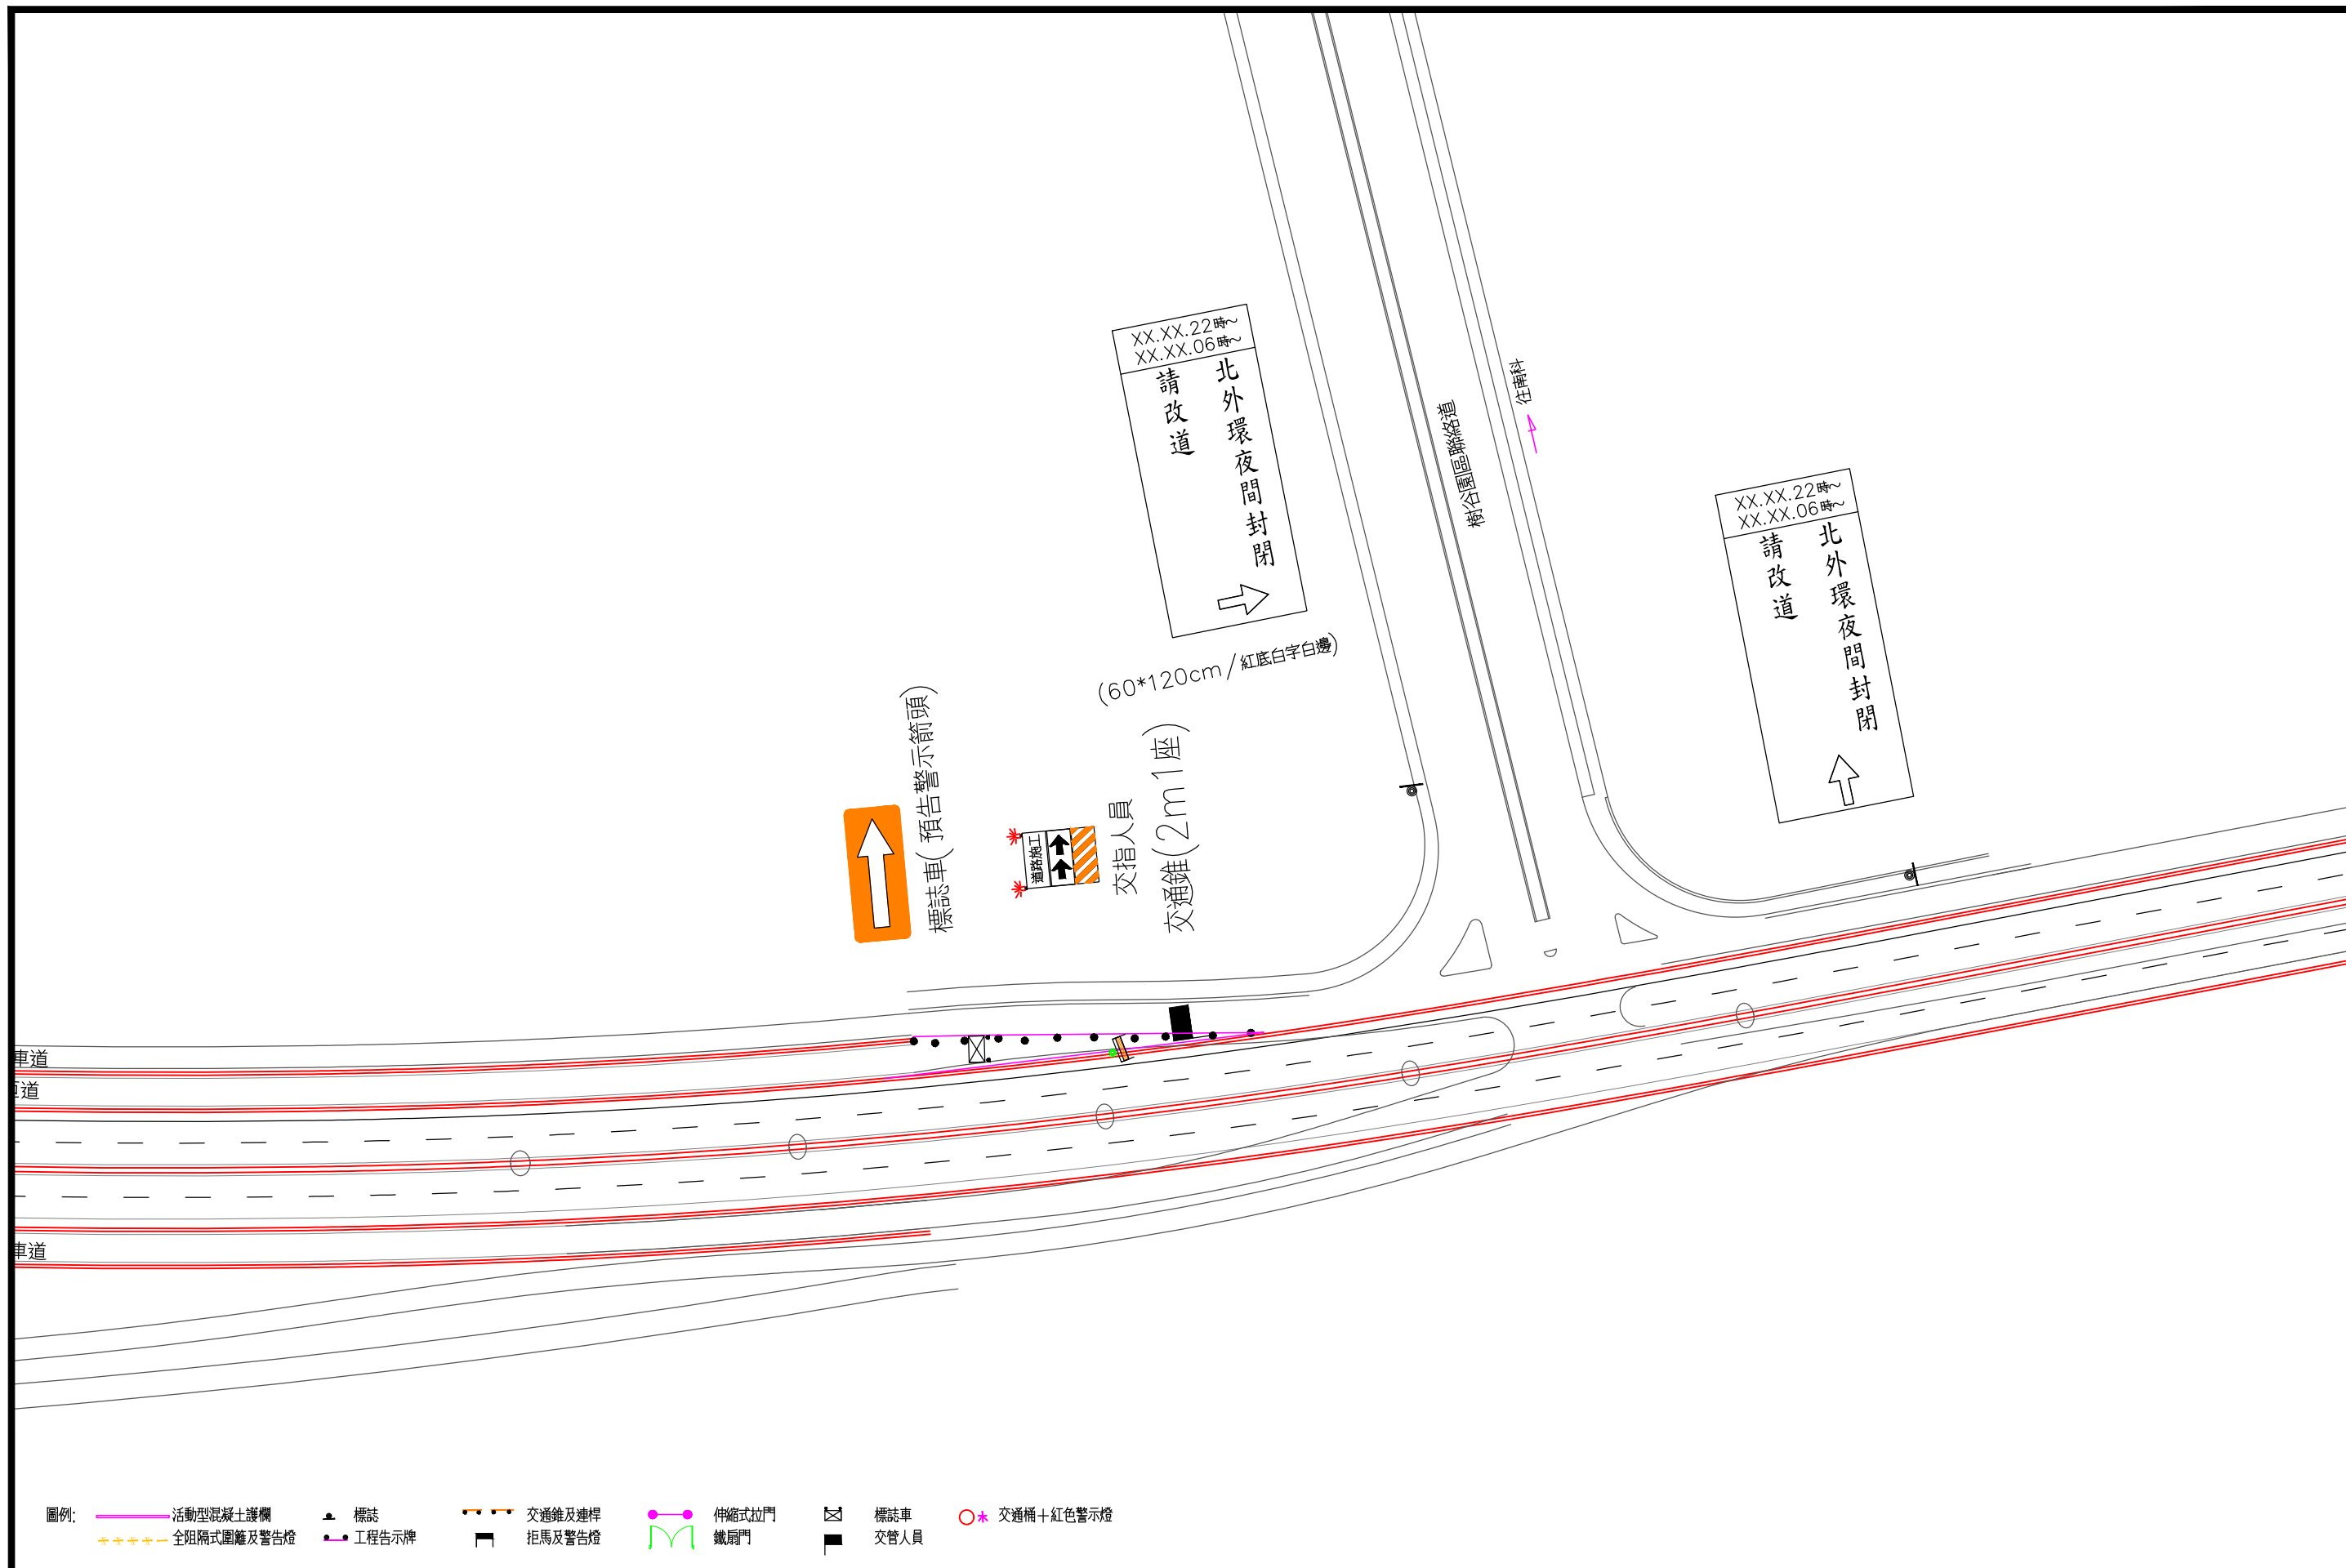 XX.XX.22時~
XX.XX.06時~
北外環夜間封閉
請改道
(60*120cm/紅底白字白邊)
往南科
樹谷園區聯絡道
XX.XX.22時~
XX.XX.06時~
北外環夜間封閉
請改道
標誌車(預告警示箭頭)
道路施工
交指人員
交通錐(2m1座)
車道
車道
車道
圖例:
活動型混凝土護欄
標誌
交通錐及連桿
伸縮式拉門
標誌車
交通桶+紅色警示燈
全阻隔式圍籬及警告燈
工程告示牌
拒馬及警告燈
鐵扇門
交管人員